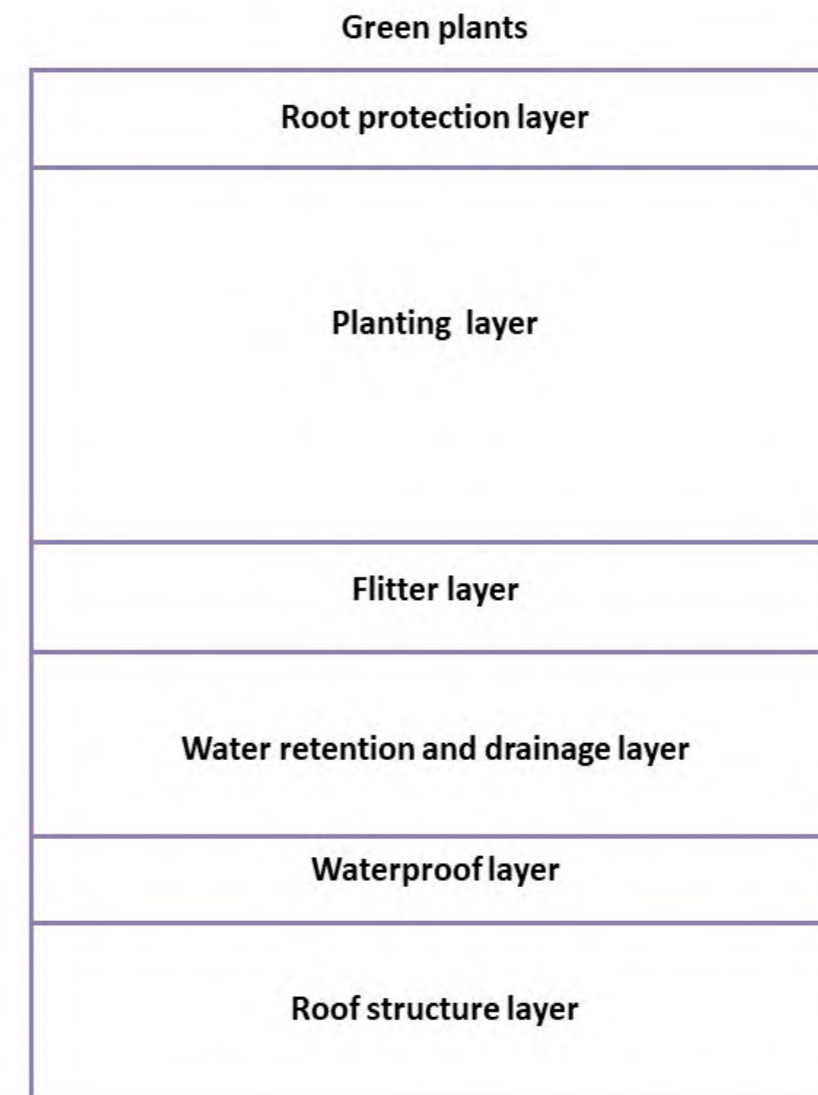 Green plants
Root protection layer
Planting layer
Flitter layer
Water retention and drainage layer
Waterproof layer
Roof structure layer